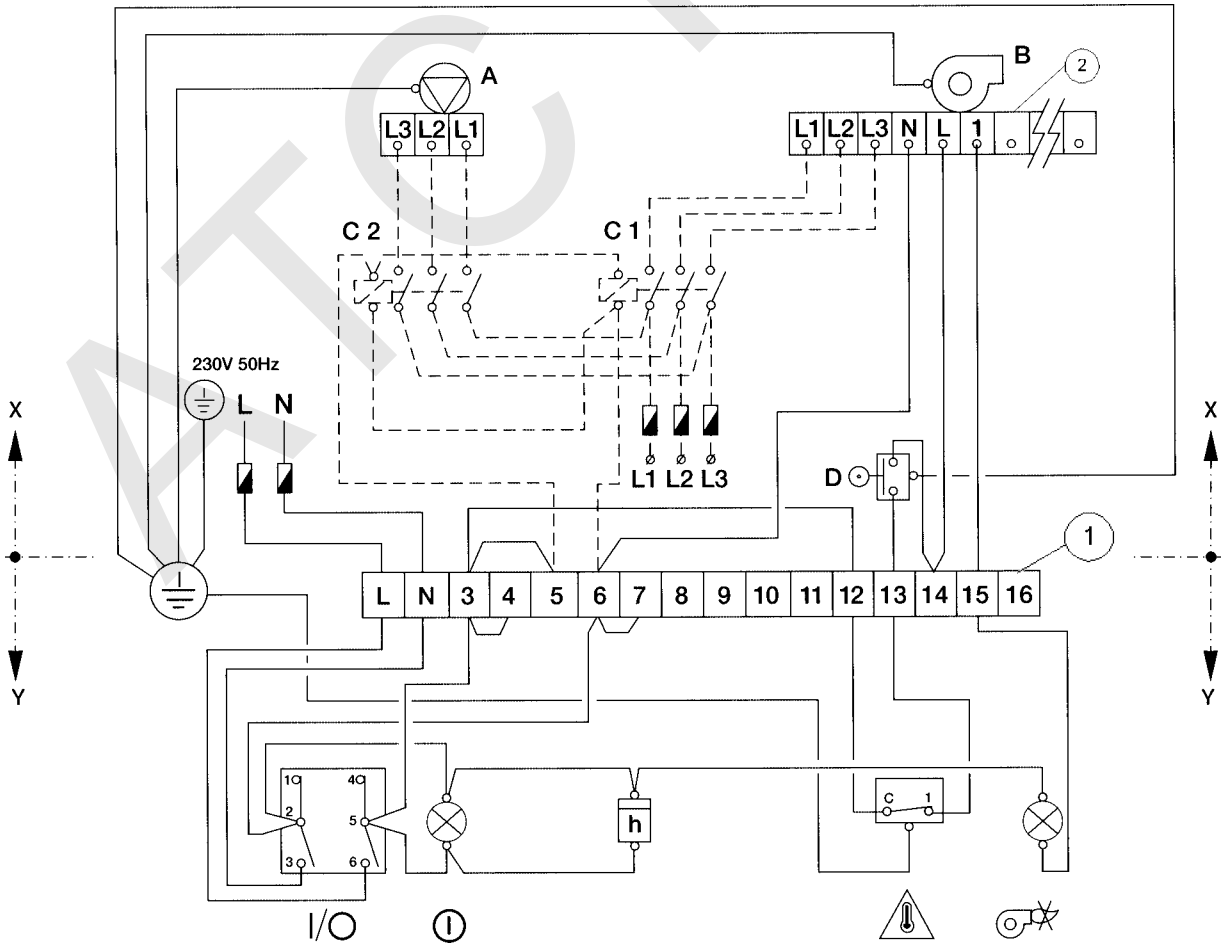 ATC
A
B
2
L3 L2 L1
L1 L2 L3 N L 1
C 2
C 1
230V 50Hz
L N
X
X
D
L1 L2 L3
1
L N 3 4 5 6 7 8 9 10 11 12 13 14 15 16
Y
Y
1 4
2 5
3 6
h
C 1
I/O
I